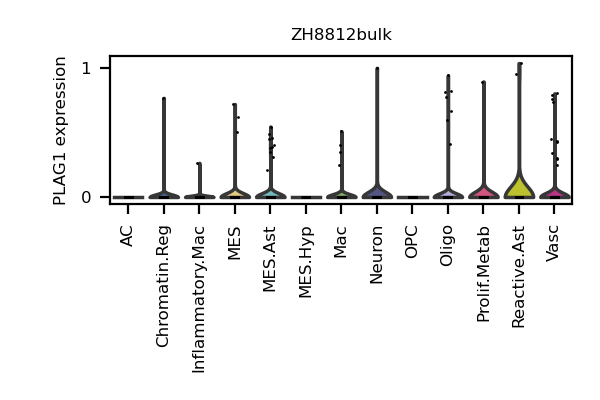 ZH8812bulk
PLAG1 expression
1
0
AC
Chromatin.Reg
Inflammatory.Mac
MES
MES.Ast
MES.Hyp
Mac
Neuron
OPC
Oligo
Prolif.Metab
Reactive.Ast
Vasc